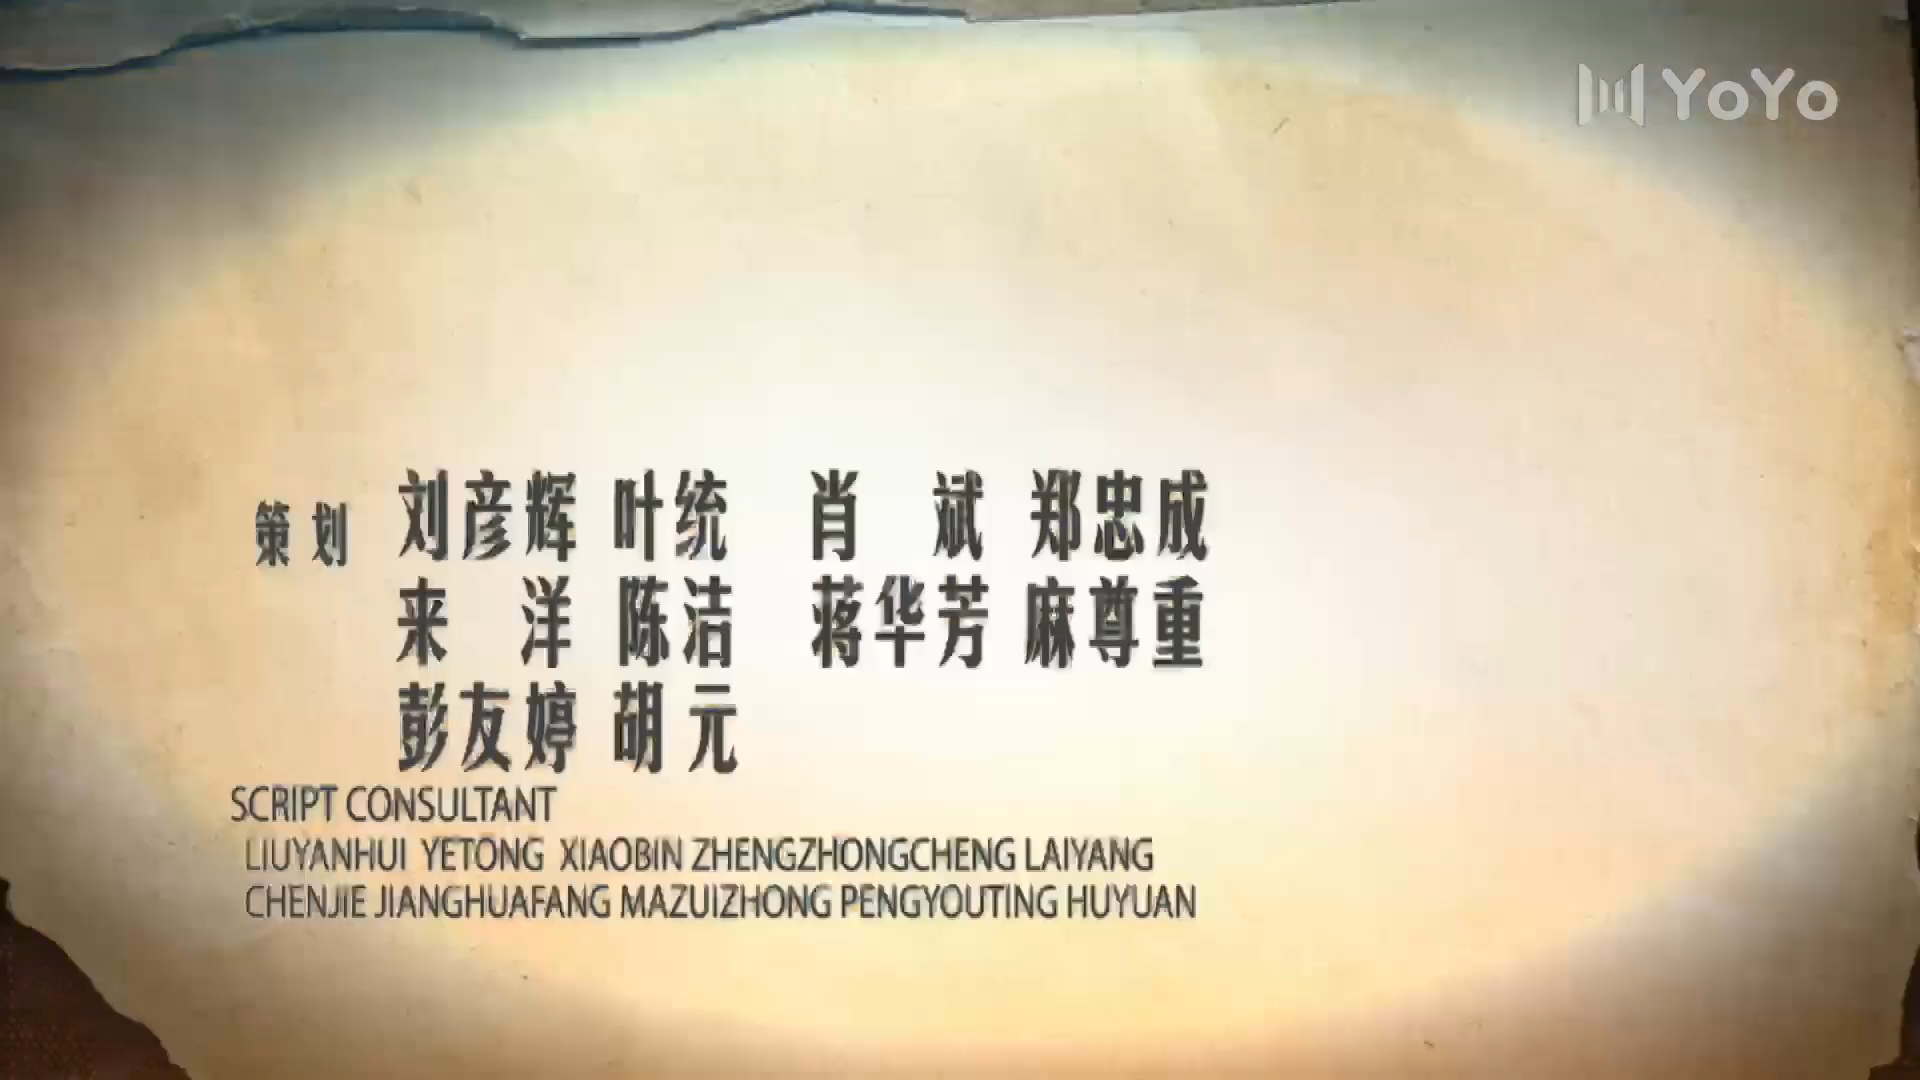 YoYo
策 划 刘彦辉 叶统 肖 斌 郑忠成
来 洋 陈洁 蒋华芳 麻尊重
彭友婷 胡 元
SCRIPT CONSULTANT
LIUYANHUI YETONG XIAOBIN ZHENGZHONGCHENG LAIYANG
CHENJIE JIANGHUAFANG MAZUIZHONG PENGYOUTING HUYUAN